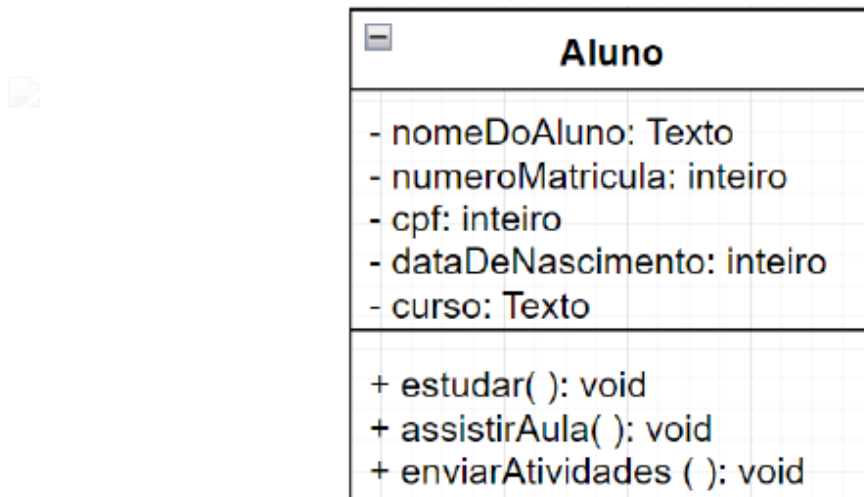 Aluno
- nomeDoAluno: Texto
- numeroMatricula: inteiro
- cpf: inteiro
- dataDeNascimento: inteiro
- curso: Texto
+ estudar( ): void
+ assistirAula( ): void
+ enviarAtividades ( ): void